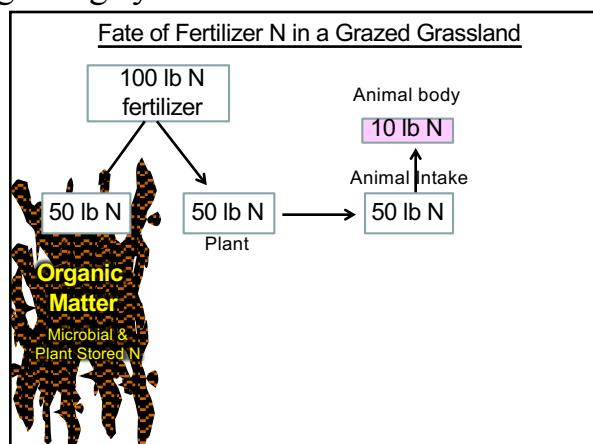 Fate of Fertilizer N in a Grazed Grassland
100 lb N
fertilizer
Animal body
10 lb N
Animal Intake
50 lb N
50 lb N
50 lb N
Plant
Organic
Matter
Microbial &
Plant Stored N